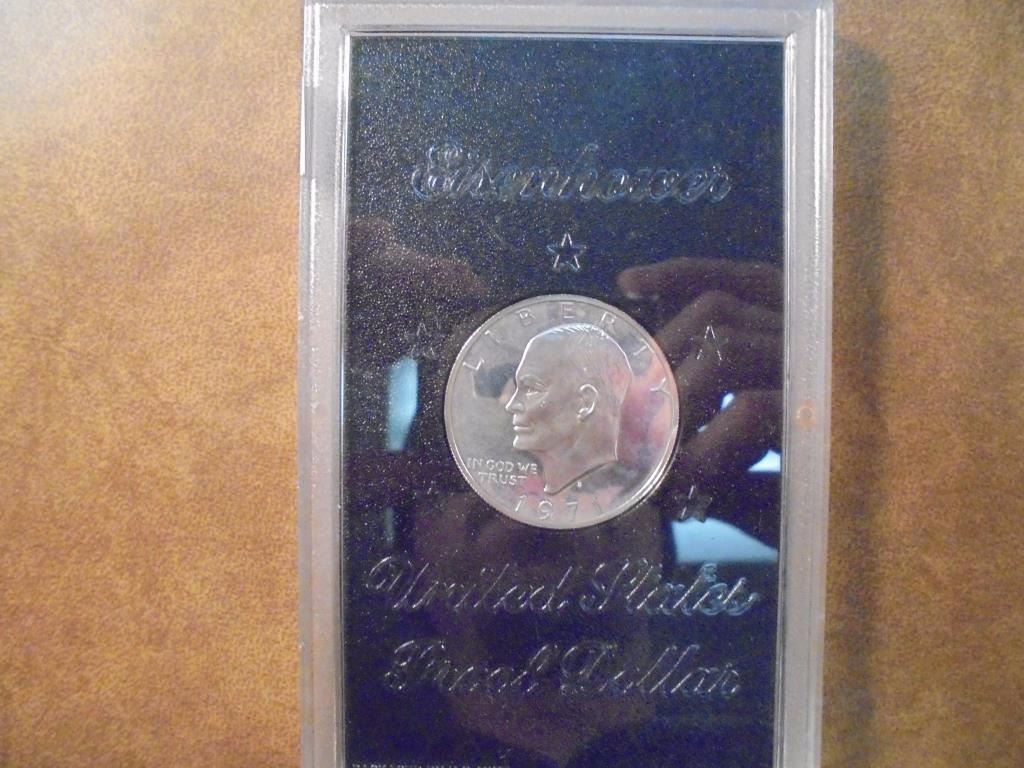 Eisenhower
LIBERTY
IN GOD WE
TRUST
1971
United States
Proof Dollar